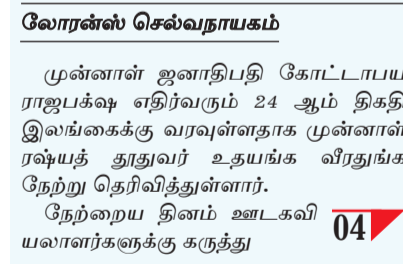 லோரன்ஸ் செல்வநாயகம்
முன்னாள் ஜனாதிபதி கோட்டாபய
ராஜபக்ஷ எதிர்வரும் 24 ஆம் திகதி
இலங்கைக்கு வரவுள்ளதாக முன்னாள்
ரஷ்யத் தூதுவர் உதயங்க வீரதுங்க
நேற்று தெரிவித்துள்ளார்.
நேற்றைய தினம் ஊடகவி
யலாளர்களுக்கு கருத்து
04